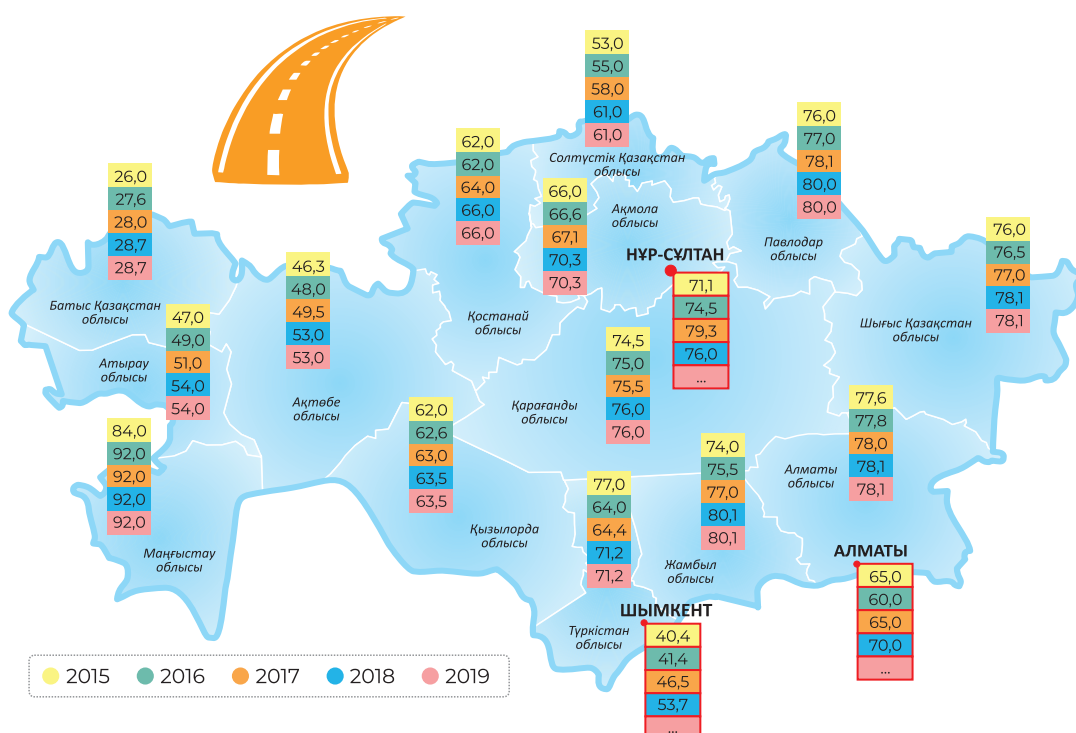 53,0
55,0
58,0
61,0
61,0
Солтүстік Қазақстан
облысы
76,0
77,0
78,1
80,0
80,0
Павлодар
облысы
62,0
62,0
64,0
66,0
66,0
Қостанай
облысы
66,0
66,6
67,1
70,3
70,3
Ақмола
облысы
26,0
27,6
28,0
28,7
28,7
Батыс Қазақстан
облысы
76,0
76,5
77,0
78,1
78,1
Шығыс Қазақстан
облысы
НҰР-СҰЛТАН
71,1
74,5
79,3
76,0
...
46,3
48,0
49,5
53,0
53,0
Ақтөбе
облысы
47,0
49,0
51,0
54,0
54,0
Атырау
облысы
74,5
75,0
75,5
76,0
76,0
Қарағанды
облысы
84,0
92,0
92,0
92,0
92,0
Маңғыстау
облысы
62,0
62,6
63,0
63,5
63,5
Қызылорда
облысы
77,6
77,8
78,0
78,1
78,1
Алматы
облысы
74,0
75,5
77,0
80,1
80,1
Жамбыл
облысы
77,0
64,0
64,4
71,2
71,2
Түркістан
облысы
АЛМАТЫ
65,0
60,0
65,0
70,0
...
ШЫМКЕНТ
40,4
41,4
46,5
53,7
...
2015 2016 2017 2018 2019